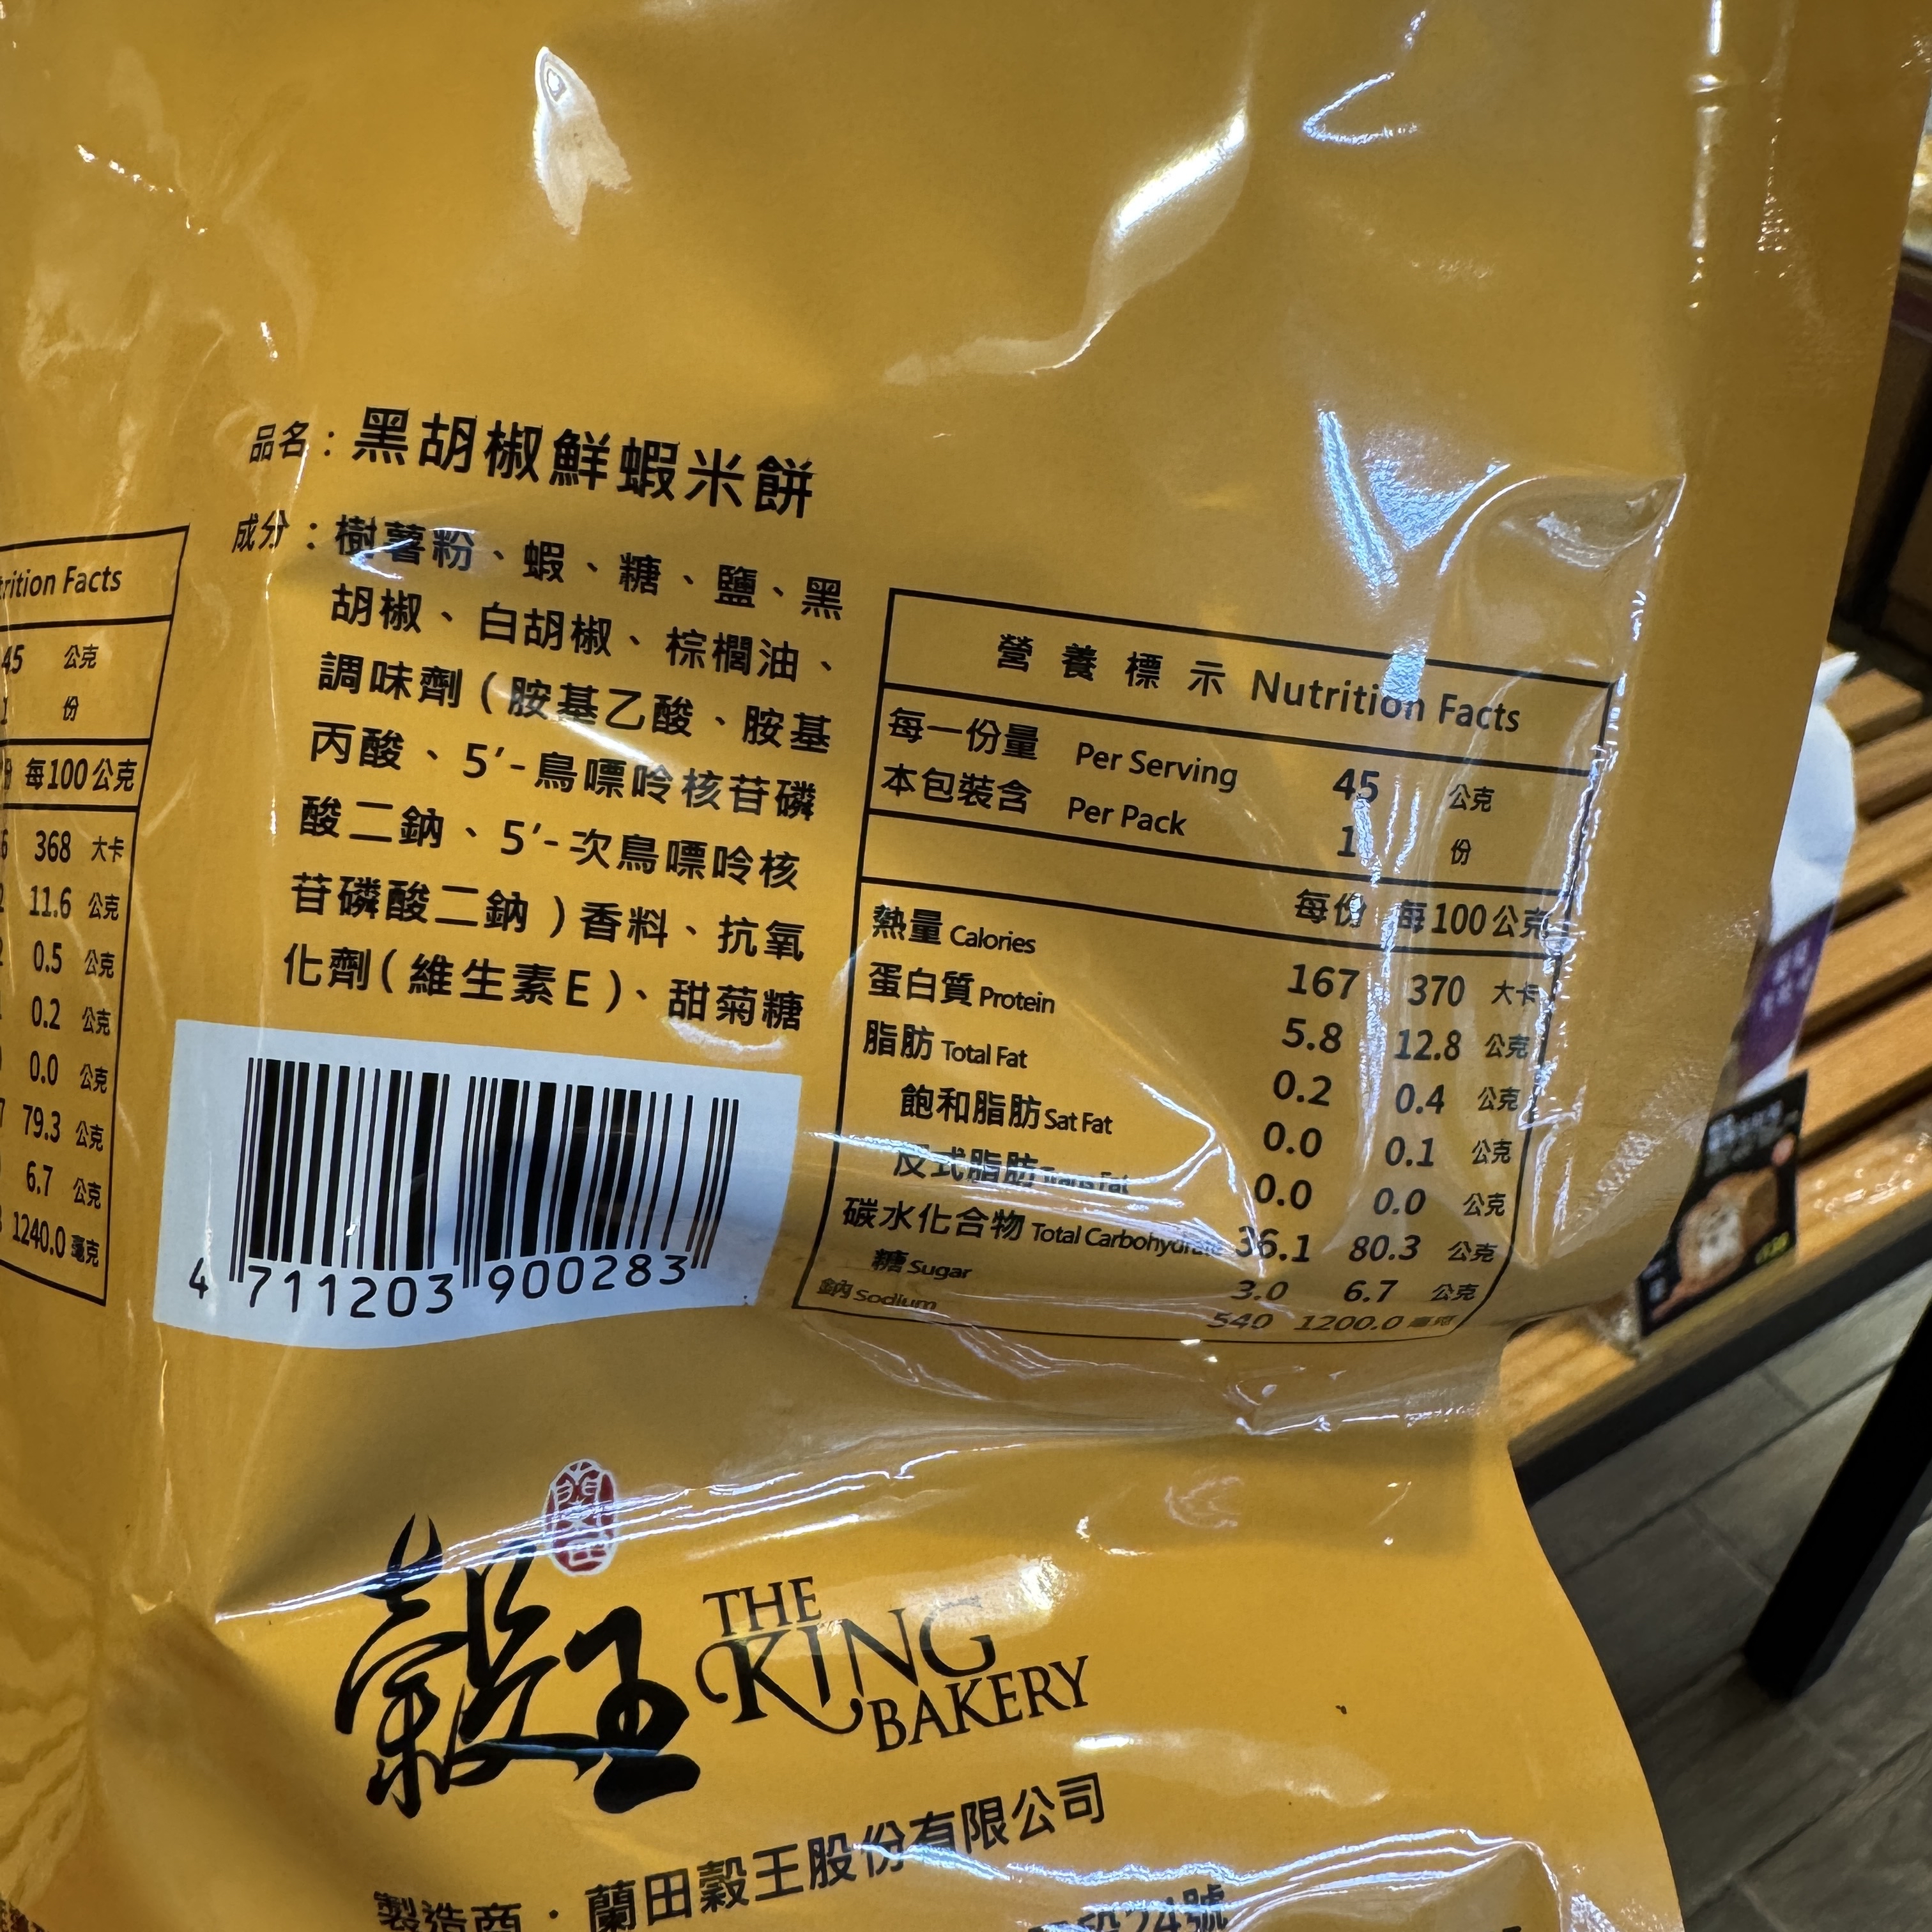 品名：黑胡椒鮮蝦米餅
成分：樹薯粉、蝦、糖、鹽、黑
胡椒、白胡椒、棕櫚油、
調味劑(胺基乙酸、胺基
丙酸、5′-鳥嘌呤核苷磷
酸二鈉、5′-次鳥嘌呤核
苷磷酸二鈉)香料、抗氧
化劑(維生素E)、甜菊糖
4 711203 900283
營養標示 Nutrition Facts
每一份量 Per Serving 45 公克
本包裝含 Per Pack 1 份
每份 每100公克
熱量 Calories 167 370 大卡
蛋白質 Protein 5.8 12.8 公克
脂肪 Total Fat 0.2 0.4 公克
飽和脂肪 Sat Fat 0.0 0.1 公克
反式脂肪 Trans Fat 0.0 0.0 公克
碳水化合物 Total Carbohydrate 36.1 80.3 公克
糖 Sugar 3.0 6.7 公克
鈉 Sodium 540 1200.0 毫克
Facts
45 公克
1 份
每100公克
368 大卡
11.6 公克
0.5 公克
0.2 公克
0.0 公克
79.3 公克
6.7 公克
1240.0 毫克
穀王
THE
KING
BAKERY
製造商：蘭田穀王股份有限公司
段24號